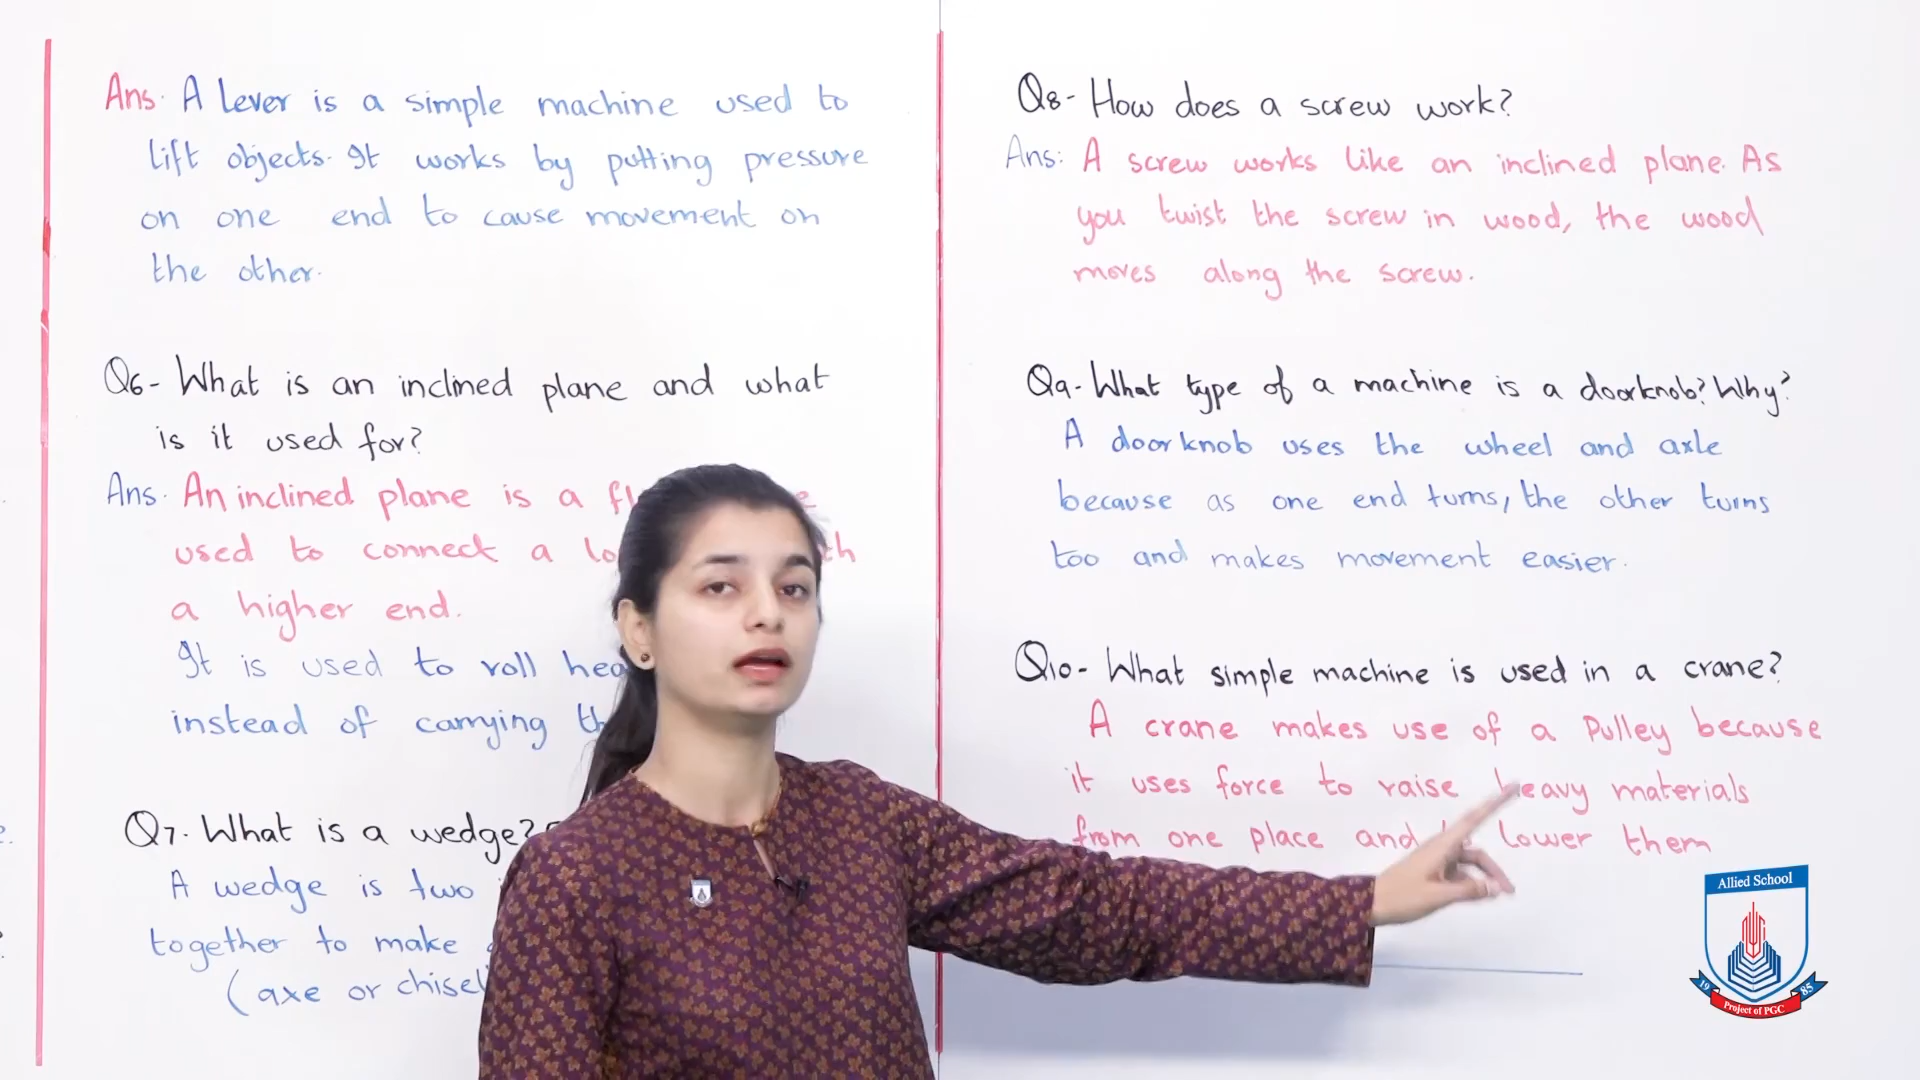 Ans. A Lever is a simple machine used to
lift objects. It works by putting pressure
on one end to cause movement on
the other.
Q6- What is an inclined plane and what
is it used for?
Ans. An inclined plane is a
used to connect a
a higher end.
It is used to roll
instead of carrying
Q7. What is a wedge?
A wedge is two
together to make
(axe or chisel
Q8- How does a screw work?
Ans: A screw works like an inclined plane. As
you twist the screw in wood, the wood
moves along the screw.
Q9- What type of a machine is a doorknob? Why?
A doorknob uses the wheel and axle
because as one end turns, the other turns
too and makes movement easier.
Q10- What simple machine is used in a crane?
A crane makes use of a Pulley because
it uses force to raise heavy materials
from one place and lower them
Allied School
19 85
Project of PGC